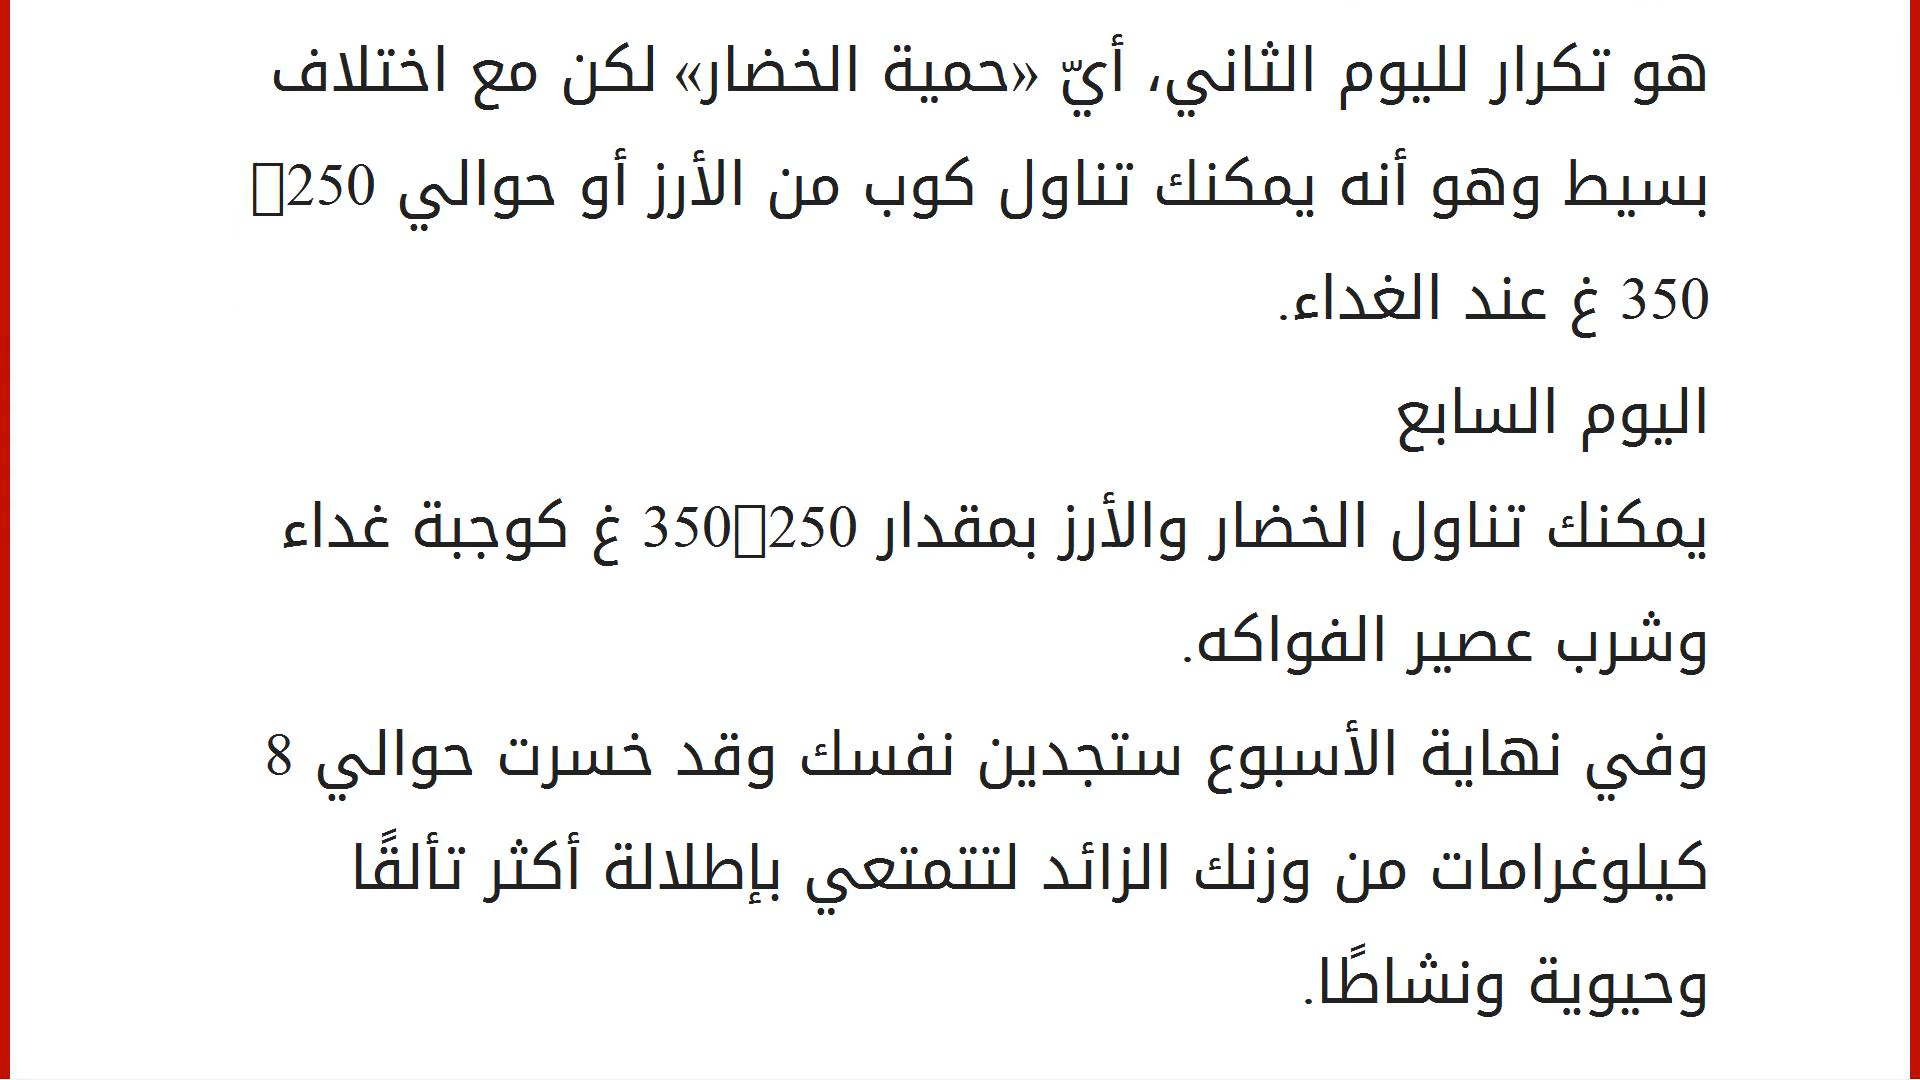 هو تكرار لليوم الثاني، أيّ «حمية الخضار» لكن مع اختلاف
بسيط وهو أنه يمكنك تناول كوب من الأرز أو حوالي 250▯
350 غ عند الغداء.
اليوم السابع
يمكنك تناول الخضار والأرز بمقدار 250▯350 غ كوجبة غداء
وشرب عصير الفواكه.
وفي نهاية الأسبوع ستجدين نفسك وقد خسرت حوالي 8
كيلوغرامات من وزنك الزائد لتتمتعي بإطلالة أكثر تألقًا
وحيوية ونشاطًا.